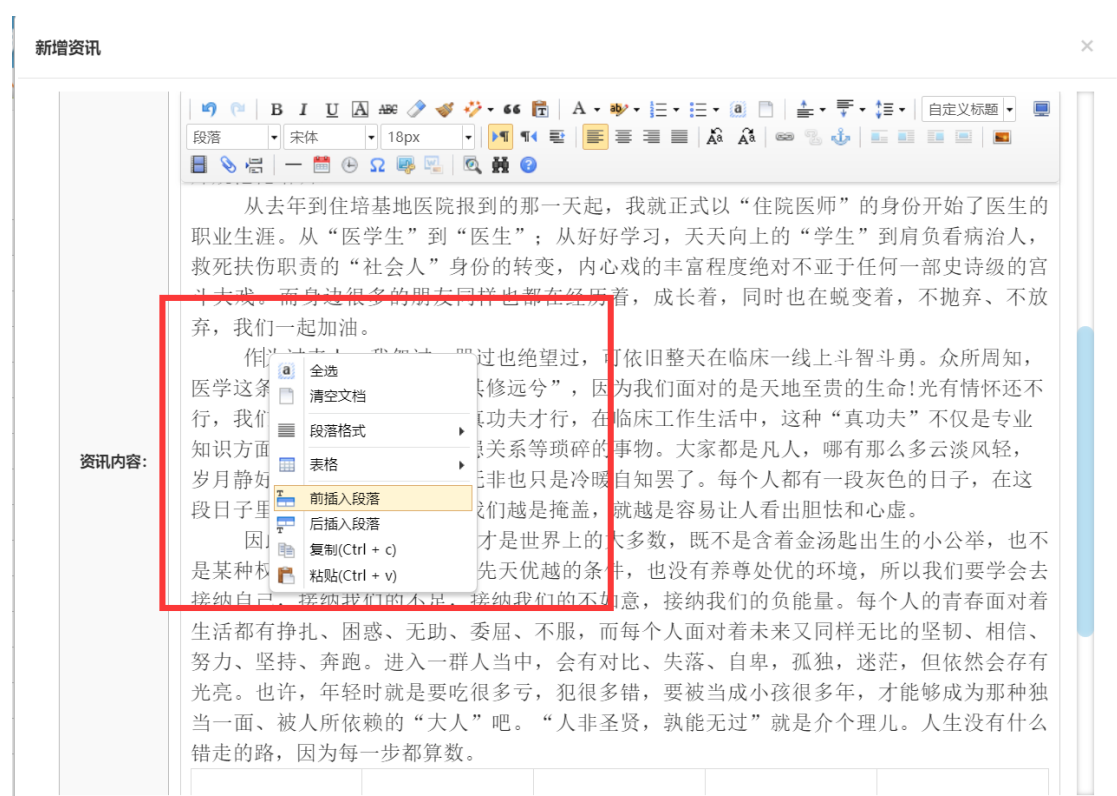 新增资讯
×
B I U A ABC A a 自定义标题
段落 宋体 18px
资讯内容:
从去年到住培基地医院报到的那一天起，我就正式以“住院医师”的身份开始了医生的
职业生涯。从“医学生”到“医生”；从好好学习，天天向上的“学生”到肩负看病治人，
救死扶伤职责的“社会人”身份的转变，内心戏的丰富程度绝对不亚于任何一部史诗级的宫
斗大戏。而身边很多的朋友同样也都在经历着，成长着，同时也在蜕变着，不抛弃、不放
弃，我们一起加油。
作为过来人，我努过、哭过也绝望过，可依旧整天在临床一线上斗智斗勇。众所周知，
医学这条 其修远兮”，因为我们面对的是天地至贵的生命!光有情怀还不
行，我们 真功夫才行，在临床工作生活中，这种“真功夫”不仅是专业
知识方面 患关系等琐碎的事物。大家都是凡人，哪有那么多云淡风轻，
岁月静好 无非也只是冷暖自知罢了。每个人都有一段灰色的日子，在这
段日子里 我们越是掩盖，就越是容易让人看出胆怯和心虚。
因此 才是世界上的大多数，既不是含着金汤匙出生的小公举，也不
是某种权 先天优越的条件，也没有养尊处优的环境，所以我们要学会去
接纳自己，接纳我们的不足，接纳我们的不如意，接纳我们的负能量。每个人的青春面对着
生活都有挣扎、困惑、无助、委屈、不服，而每个人面对着未来又同样无比的坚韧、相信、
努力、坚持、奔跑。进入一群人当中，会有对比、失落、自卑，孤独，迷茫，但依然会存有
光亮。也许，年轻时就是要吃很多亏，犯很多错，要被当成小孩很多年，才能够成为那种独
当一面、被人所依赖的“大人”吧。“人非圣贤，孰能无过”就是介个理儿。人生没有什么
错走的路，因为每一步都算数。
全选
清空文档
段落格式
表格
前插入段落
后插入段落
复制(Ctrl + c)
粘贴(Ctrl + v)